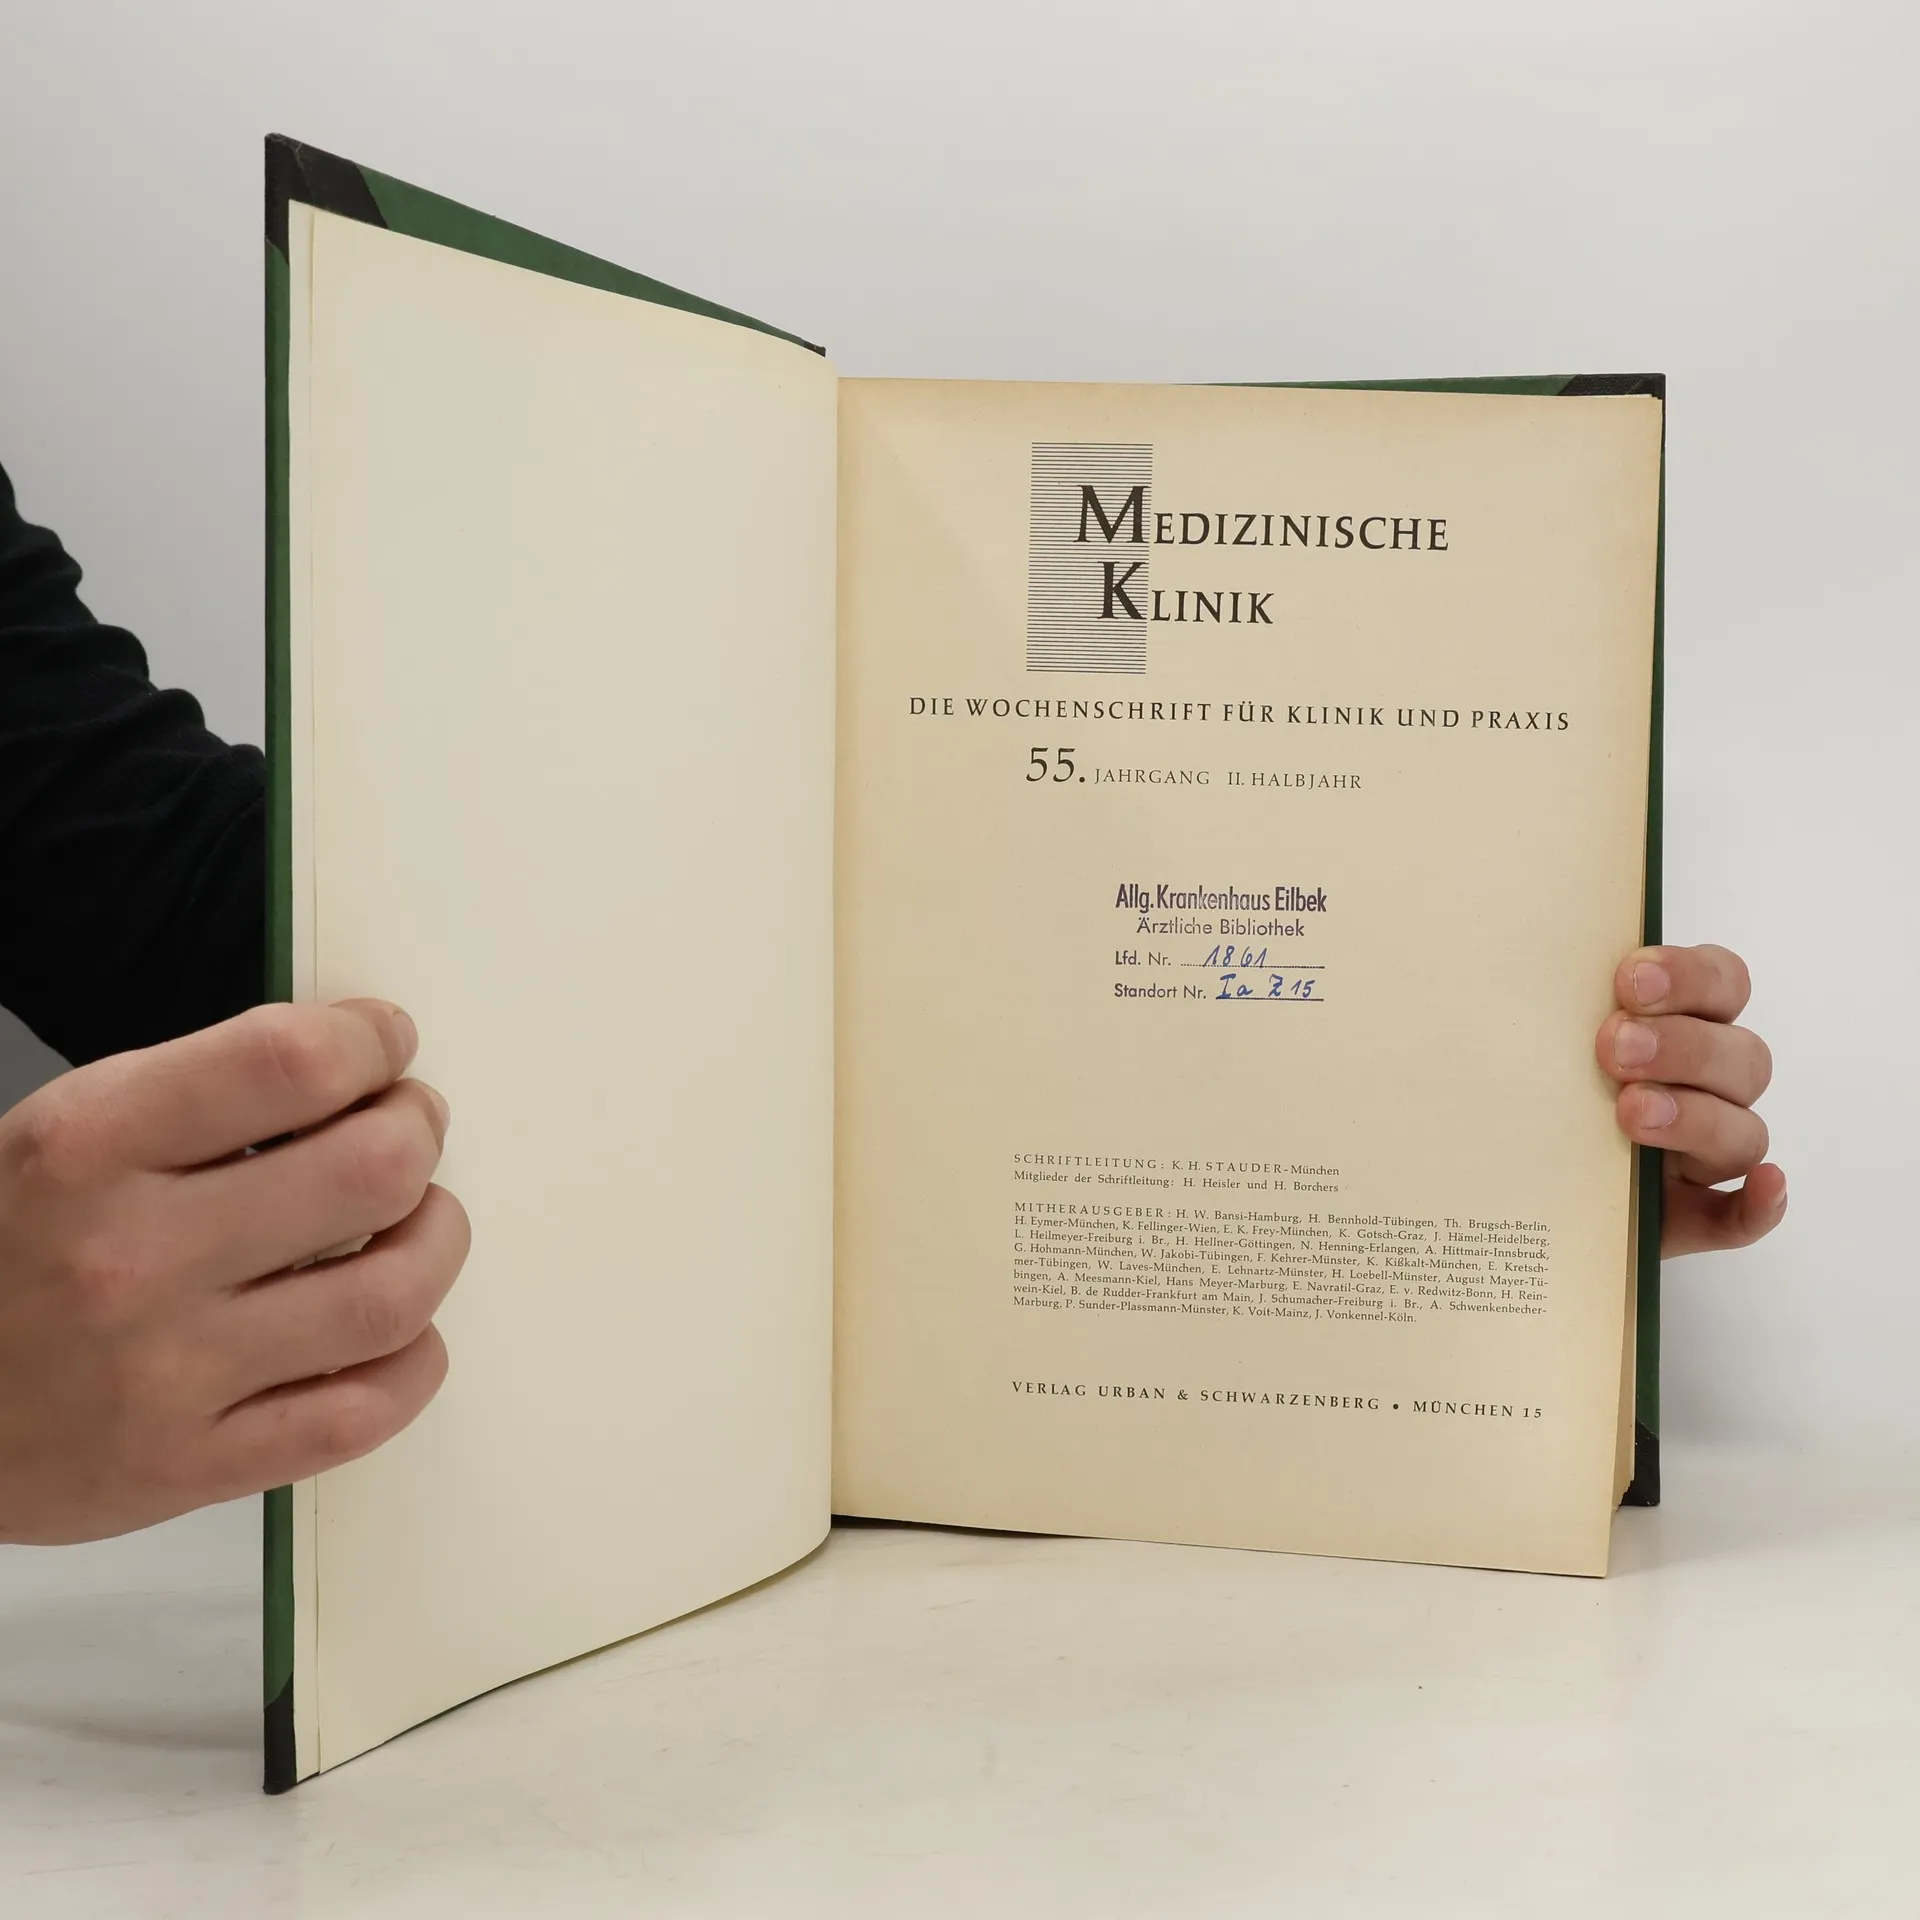 MEDIZINISCHE
KLINIK
DIE WOCHENSCHRIFT FÜR KLINIK UND PRAXIS
55. JAHRGANG II. HALBJAHR
Allg. Krankenhaus Eilbek
Ärztliche Bibliothek
Lfd. Nr. 1861
Standort Nr. Ia Z 15
SCHRIFTLEITUNG: K. H. STAUDER-München
Mitglieder der Schriftleitung: H. Heisler und H. Borchers
MITHERAUSGEBER: H. W. Bansi-Hamburg, H. Bennhold-Tübingen, Th. Brugsch-Berlin,
H. Eymer-München, K. Fellinger-Wien, E. K. Frey-München, K. Gotsch-Graz, J. Hämel-Heidelberg,
L. Heilmeyer-Freiburg i. Br., H. Hellner-Göttingen, N. Henning-Erlangen, A. Hittmair-Innsbruck,
G. Hohmann-München, W. Jakobi-Tübingen, F. Kehrer-Münster, K. Kißkalt-München, E. Kretsch-
mer-Tübingen, W. Laves-München, E. Lehnartz-Münster, H. Loebell-Münster, August Mayer-Tü-
bingen, A. Meesmann-Kiel, Hans Meyer-Marburg, E. Navratil-Graz, E. v. Redwitz-Bonn, H. Rein-
wein-Kiel, B. de Rudder-Frankfurt am Main, J. Schumacher-Freiburg i. Br., A. Schwenkenbecher-
Marburg, P. Sunder-Plassmann-Münster, K. Voit-Mainz, J. Vonkennel-Köln.
VERLAG URBAN & SCHWARZENBERG • MÜNCHEN 15